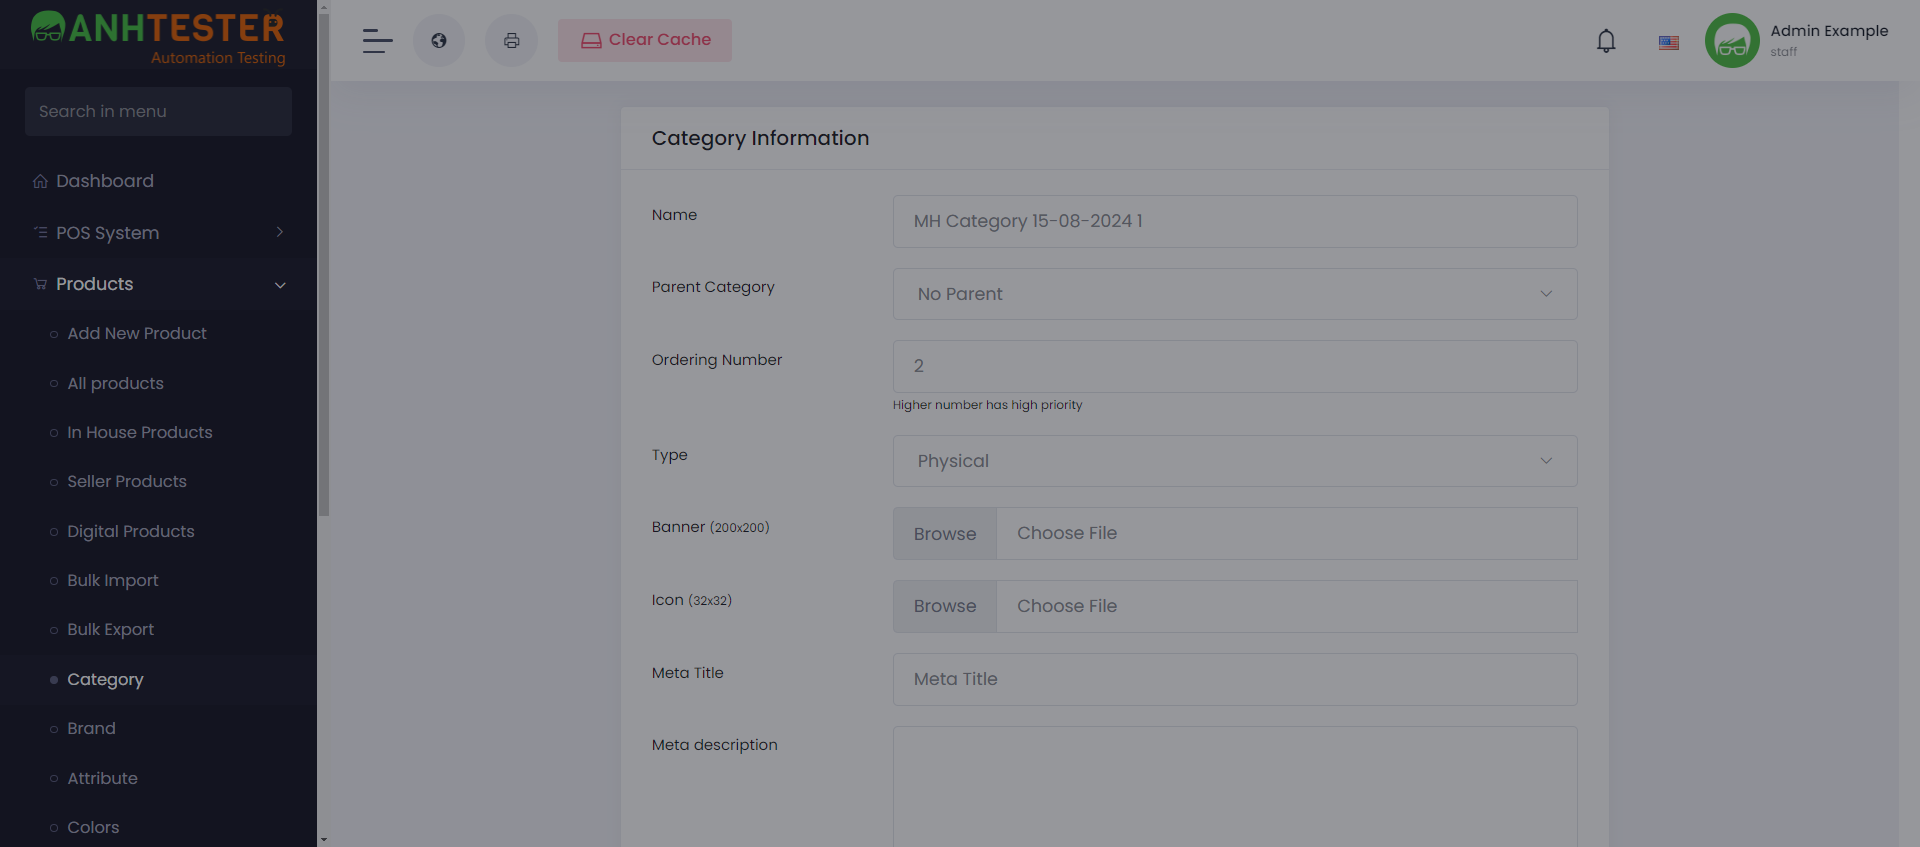 ANHTESTER
Automation Testing
Search in menu
Dashboard
POS System
Products
Add New Product
All products
In House Products
Seller Products
Digital Products
Bulk Import
Bulk Export
Category
Brand
Attribute
Colors
Clear Cache
Admin Example
staff
Category Information
Name
MH Category 15-08-2024 1
Parent Category
No Parent
Ordering Number
2
Higher number has high priority
Type
Physical
Banner (200x200)
Browse Choose File
Icon (32x32)
Browse Choose File
Meta Title
Meta Title
Meta description